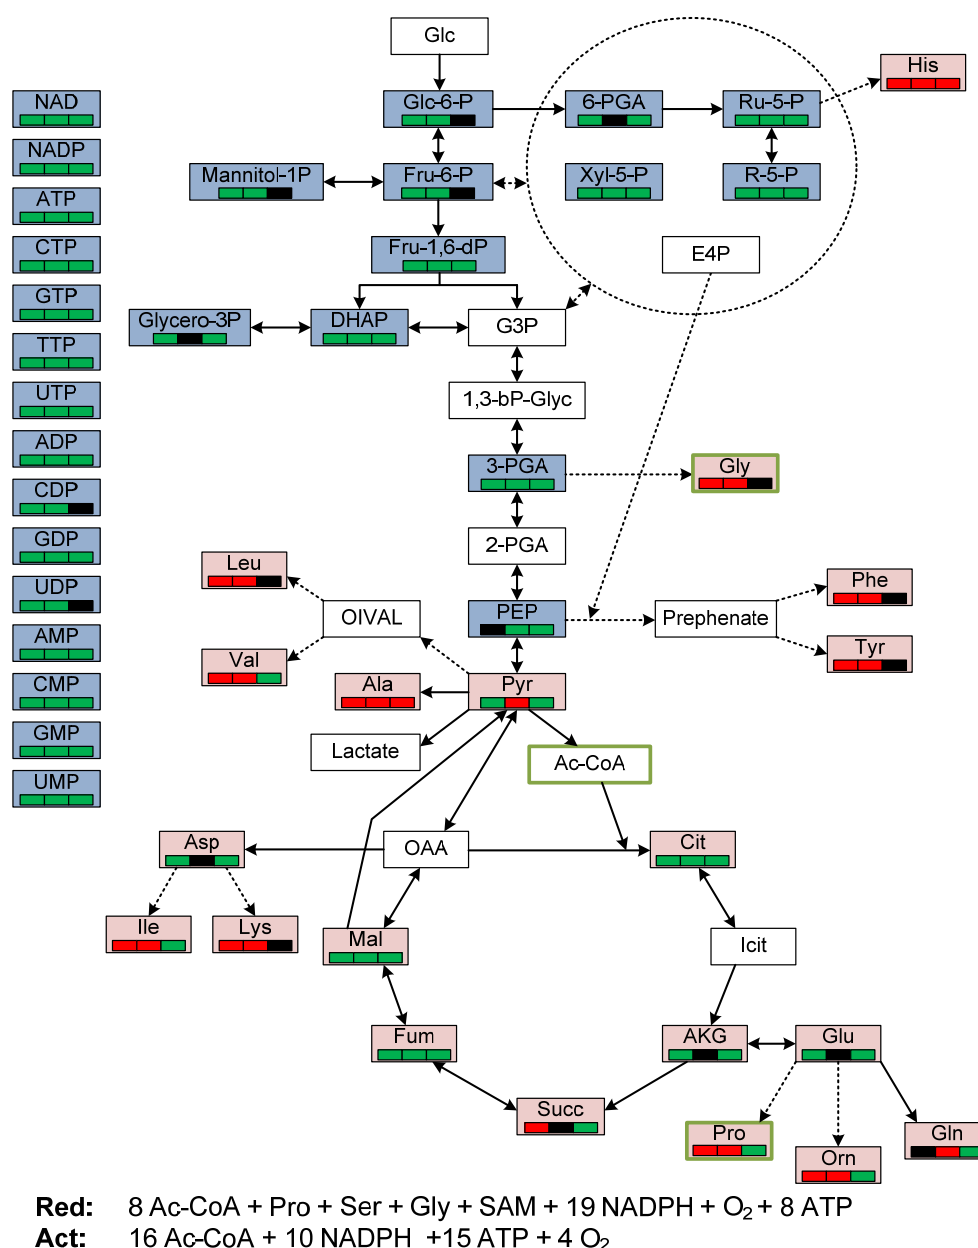 Glc
His
NAD
Glc-6-P
6-PGA
Ru-5-P
NADP
Mannitol-1P
Fru-6-P
Xyl-5-P
R-5-P
ATP
CTP
Fru-1,6-dP
E4P
GTP
Glycero-3P
DHAP
G3P
TTP
UTP
1,3-bP-Glyc
ADP
3-PGA
Gly
CDP
GDP
2-PGA
Leu
UDP
OIVAL
PEP
Prephenate
Phe
AMP
Val
Tyr
CMP
Ala
Pyr
GMP
Lactate
Ac-CoA
UMP
Asp
OAA
Cit
Ile
Lys
Mal
Icit
Fum
AKG
Glu
Succ
Pro
Gln
Orn
Red: 8 Ac-CoA + Pro + Ser + Gly + SAM + 19 NADPH + O₂ + 8 ATP
Act: 16 Ac-CoA + 10 NADPH +15 ATP + 4 O₂